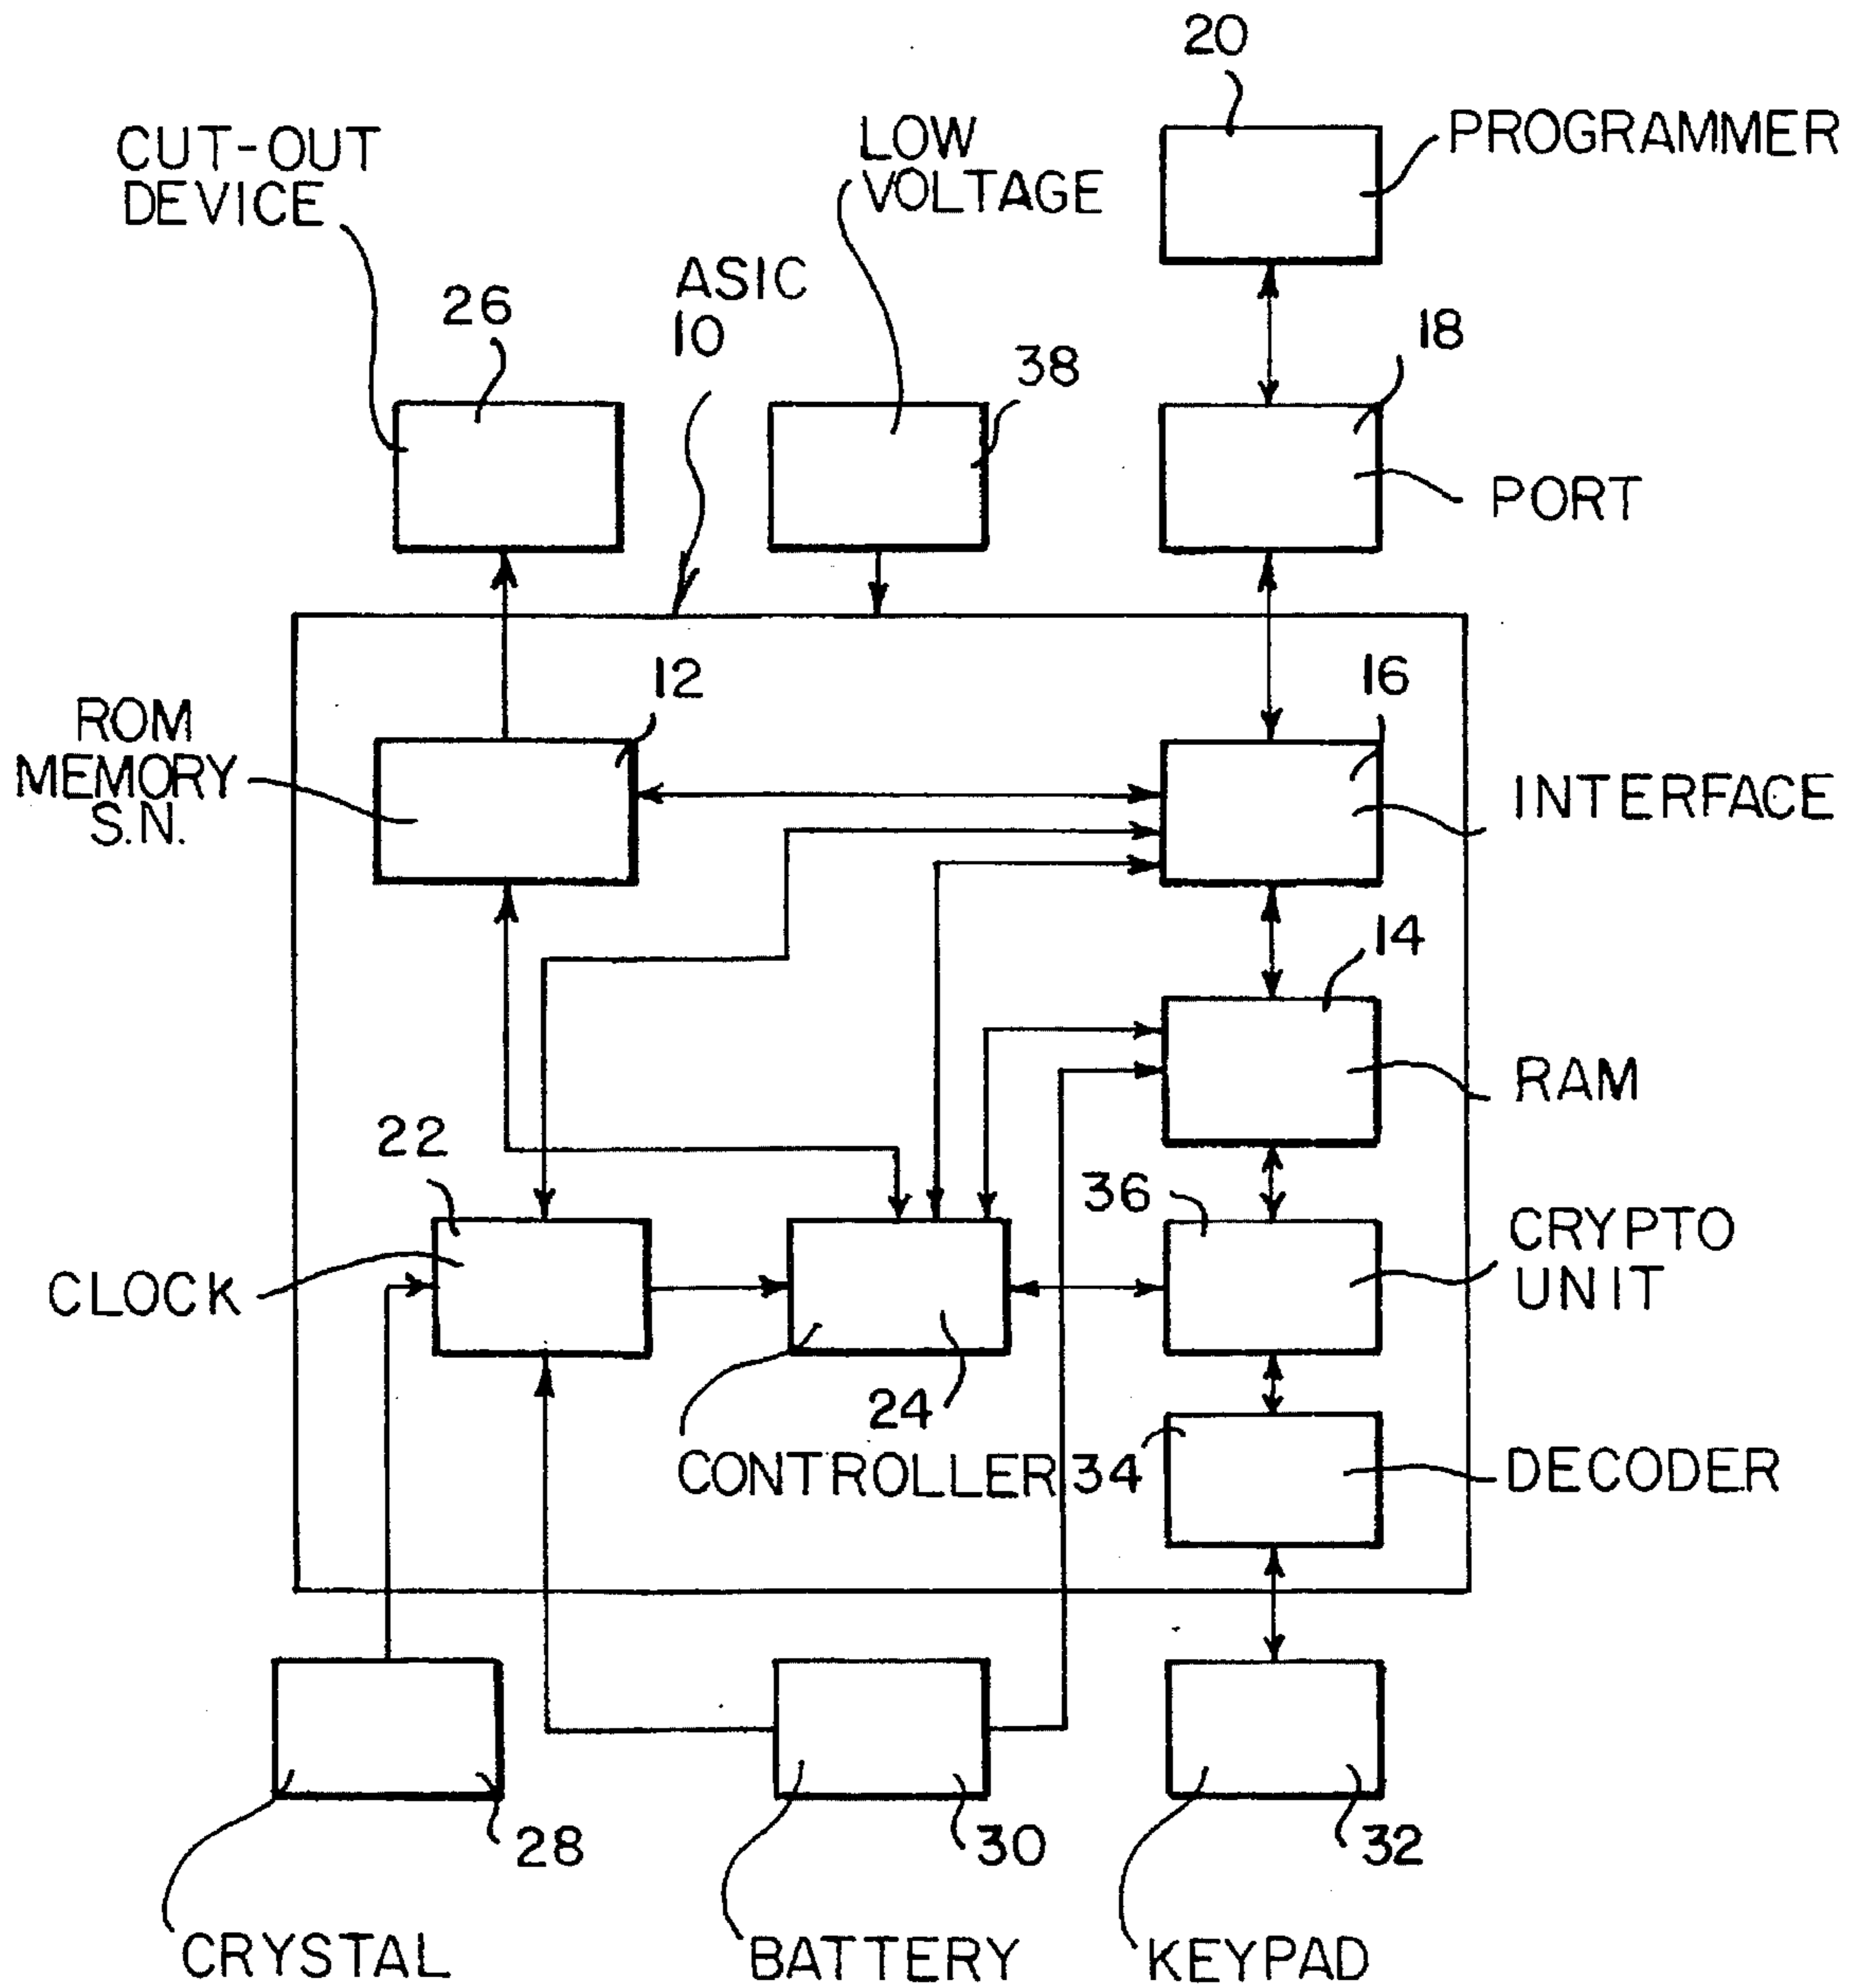 20
PROGRAMMER
CUT-OUT
DEVICE
LOW
VOLTAGE
ASIC
10
26
38
18
PORT
12
16
ROM
MEMORY
S.N.
INTERFACE
14
RAM
22
36
CRYPTO
UNIT
CLOCK
24
CONTROLLER
34
DECODER
28
30
32
CRYSTAL
BATTERY
KEYPAD